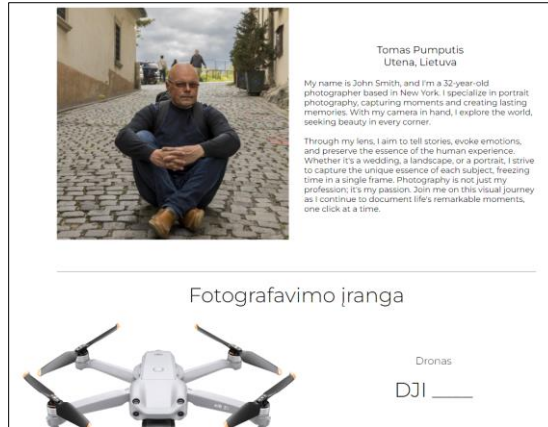 Tomas Pumputis
Utena, Lietuva
My name is John Smith, and I'm a 32-year-old
photographer based in New York. I specialize in portrait
photography, capturing moments and creating lasting
memories. With my camera in hand, I explore the world,
seeking beauty in every corner.
Through my lens, I aim to tell stories, evoke emotions,
and preserve the essence of the human experience.
Whether it's a wedding, a landscape, or a portrait, I strive
to capture the unique essence of each subject, freezing
time in a single frame. Photography is not just my
profession; it's my passion. Join me on this visual journey
as I continue to document life's remarkable moments,
one click at a time.
Fotografavimo įranga
Dronas
DJI ____